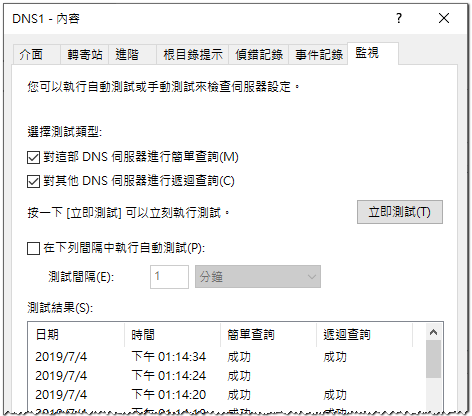 DNS1 - 內容
介面 轉寄站 進階 根目錄提示 偵錯記錄 事件記錄 監視
您可以執行自動測試或手動測試來檢查伺服器設定。
選擇測試類型:
對這部 DNS 伺服器進行簡單查詢(M)
對其他 DNS 伺服器進行遞迴查詢(C)
按一下 [立即測試] 可以立刻執行測試。 立即測試(T)
在下列間隔中執行自動測試(P):
測試間隔(E): 1 分鐘
測試結果(S):
日期 時間 簡單查詢 遞迴查詢
2019/7/4 下午 01:14:34 成功 成功
2019/7/4 下午 01:14:24 成功
2019/7/4 下午 01:14:20 成功 成功